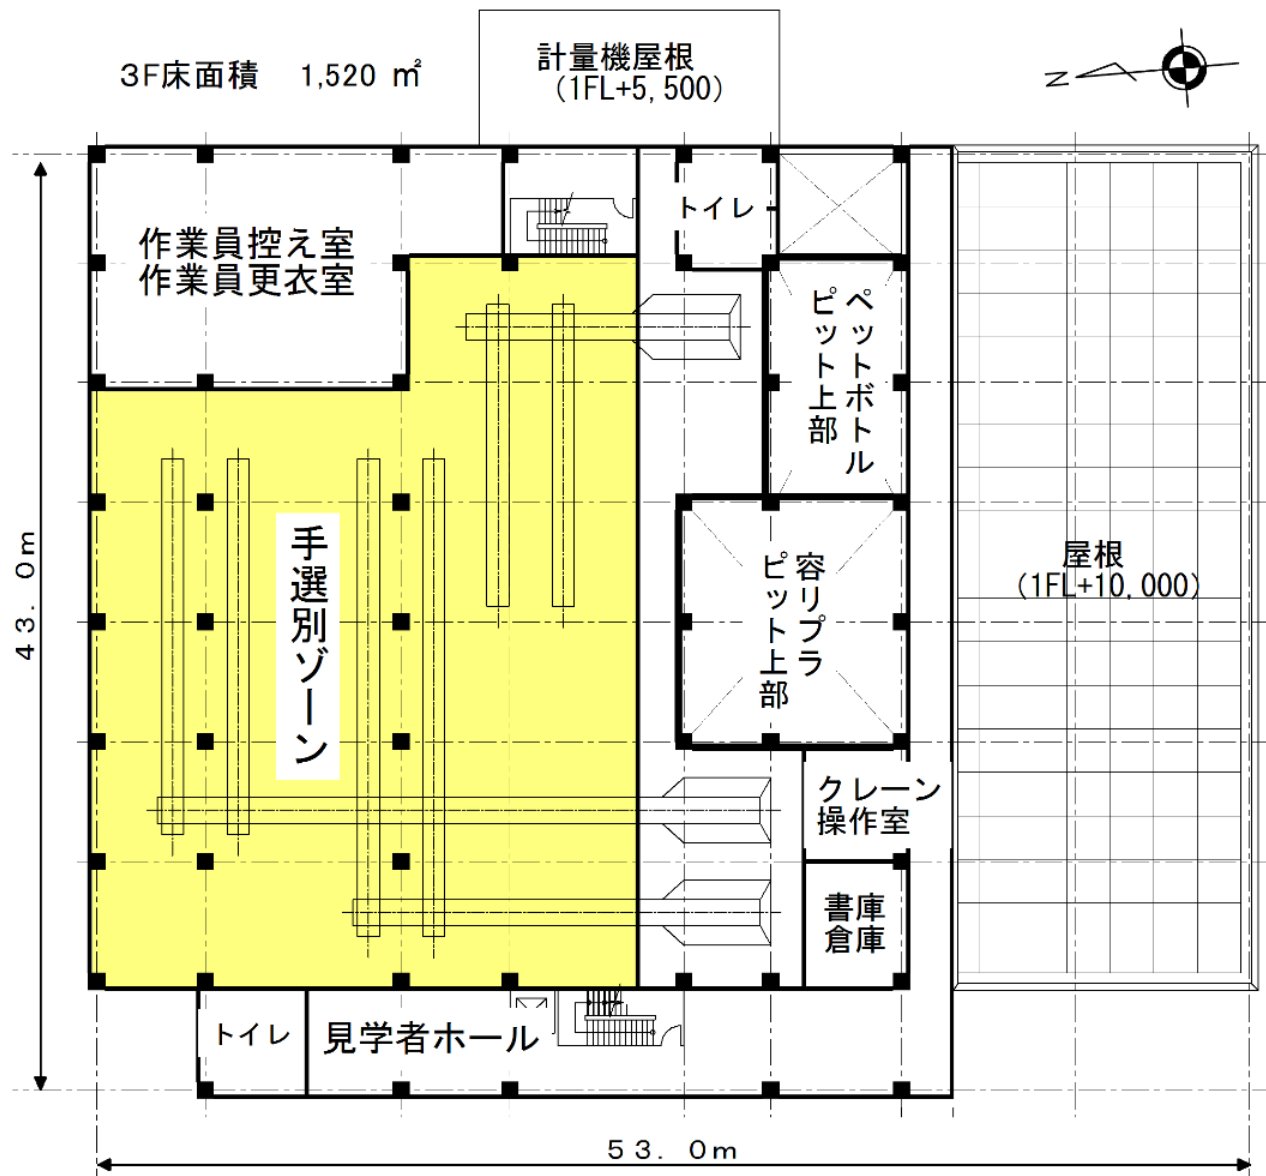 3F床面積 1,520 ㎡
計量機屋根
(1FL+5,500)
N
トイレ
作業員控え室
作業員更衣室
ペットボトル
ピット上部
手選別ゾーン
容リプラ
ピット上部
屋根
(1FL+10,000)
43.0m
クレーン
操作室
書庫
倉庫
トイレ
見学者ホール
53.0m